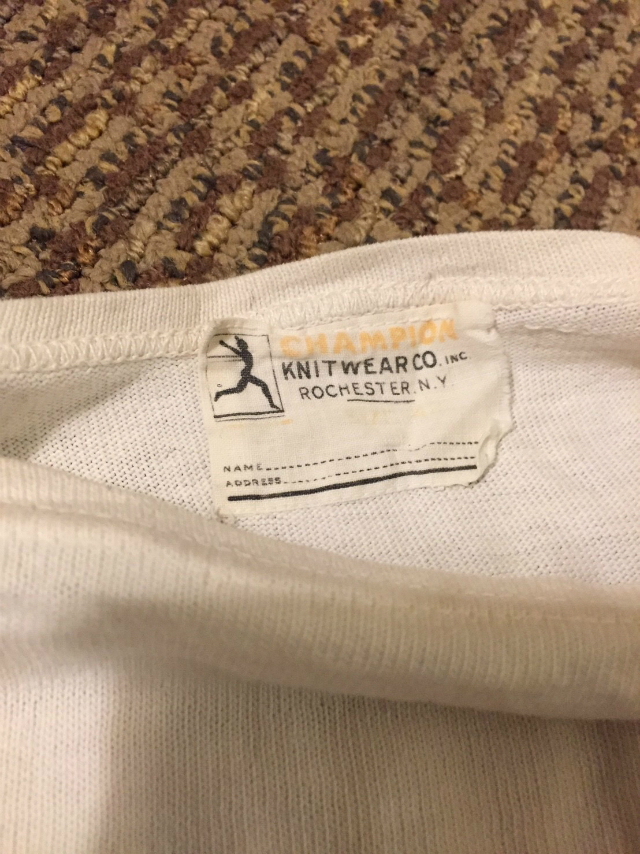 CHAMPION
KNITWEAR CO. INC
ROCHESTER. N.Y.
NAME
ADDRESS